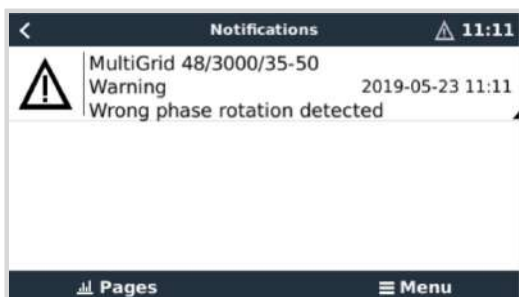 Notifications
11:11
MultiGrid 48/3000/35-50
Warning 2019-05-23 11:11
Wrong phase rotation detected
Pages Menu